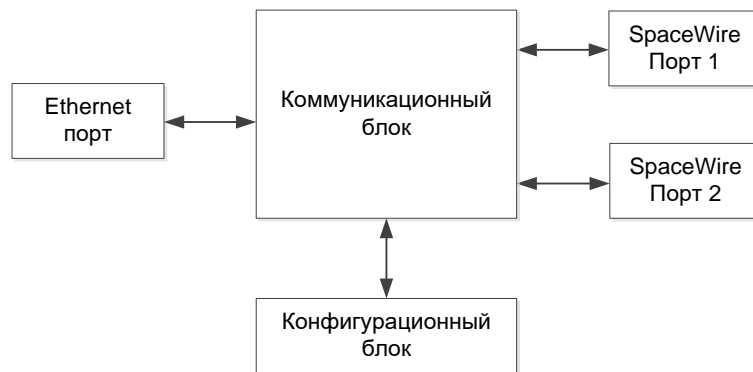 SpaceWire
Порт 1
Ethernet
порт
Коммуникационный
блок
SpaceWire
Порт 2
Конфигурационный
блок